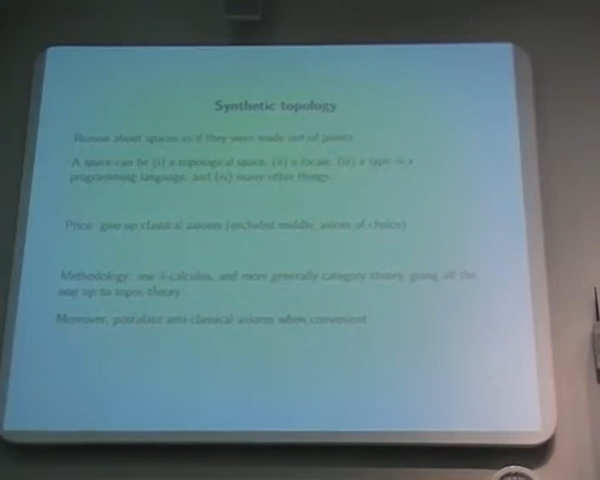 Synthetic topology
Reason about spaces as if they were made out of points.
A space can be (i) a topological space, (ii) a locale, (iii) a type in a
programming language, and (iv) many other things.
Price: give up classical axioms (excluded middle, axiom of choice).
Methodology: use λ-calculus, and more generally category theory going all the
way up to topos theory.
Moreover, postulate anti-classical axioms when convenient.